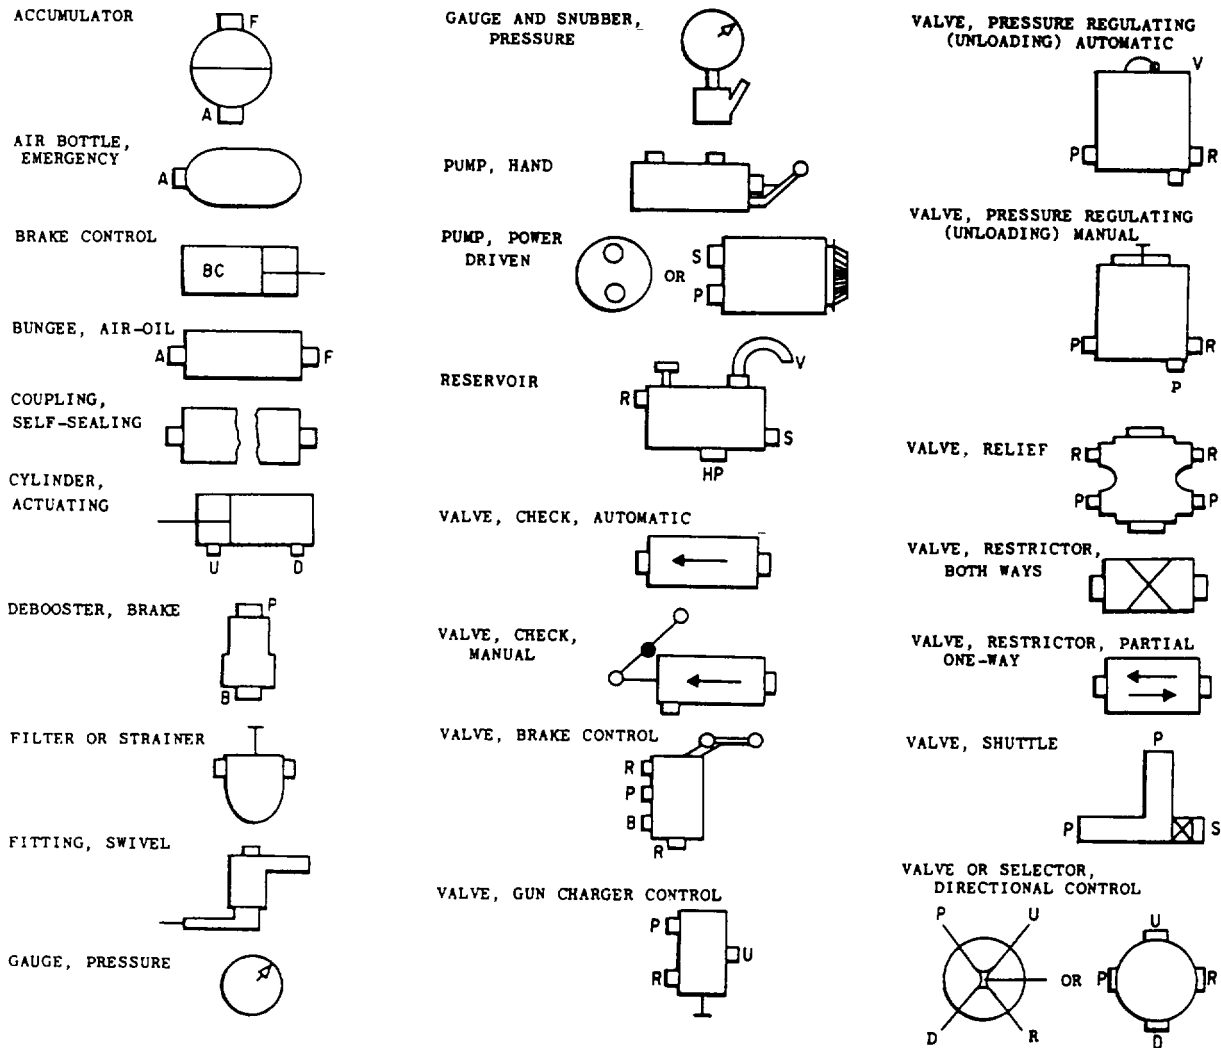 ACCUMULATOR
F
A
AIR BOTTLE,
EMERGENCY
A
BRAKE CONTROL
BC
BUNGEE, AIR-OIL
A
F
COUPLING,
SELF-SEALING
CYLINDER,
ACTUATING
U
D
DEBOOSTER, BRAKE
P
B
FILTER OR STRAINER
FITTING, SWIVEL
GAUGE, PRESSURE
GAUGE AND SNUBBER,
PRESSURE
PUMP, HAND
PUMP, POWER
DRIVEN
OR
S
P
RESERVOIR
V
R
S
HP
VALVE, CHECK, AUTOMATIC
VALVE, CHECK,
MANUAL
VALVE, BRAKE CONTROL
R
P
B
R
VALVE, GUN CHARGER CONTROL
P
U
R
VALVE, PRESSURE REGULATING
(UNLOADING) AUTOMATIC
V
P
R
VALVE, PRESSURE REGULATING
(UNLOADING) MANUAL
P
R
P
VALVE, RELIEF
R
R
P
P
VALVE, RESTRICTOR,
BOTH WAYS
VALVE, RESTRICTOR, PARTIAL
ONE-WAY
VALVE, SHUTTLE
P
P
S
VALVE OR SELECTOR,
DIRECTIONAL CONTROL
P
U
D
R
OR
U
P
R
D